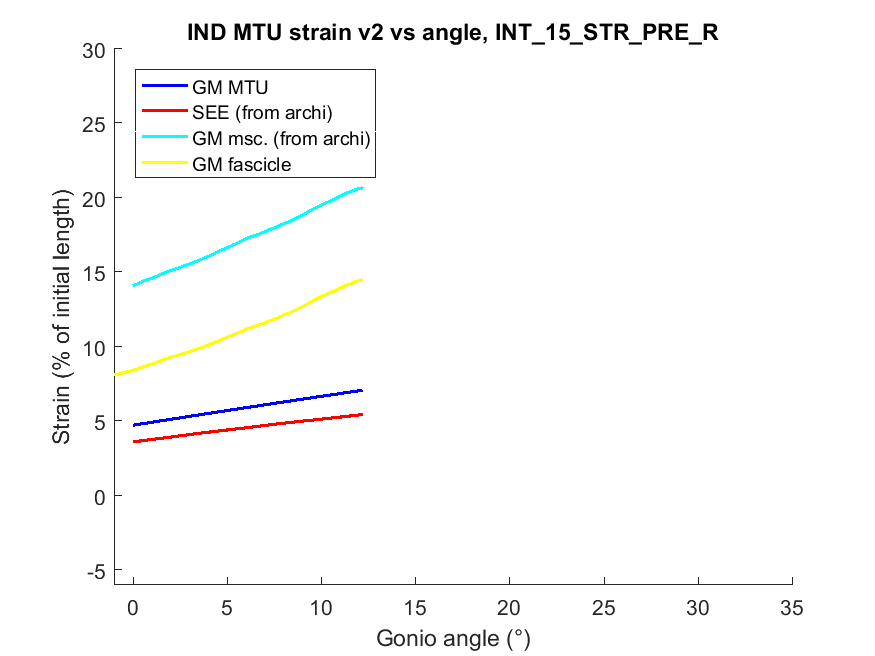 IND MTU strain v2 vs angle, INT_15_STR_PRE_R
30
25
20
15
10
5
0
-5
Strain (% of initial length)
GM MTU
SEE (from archi)
GM msc. (from archi)
GM fascicle
0 5 10 15 20 25 30 35
Gonio angle (°)